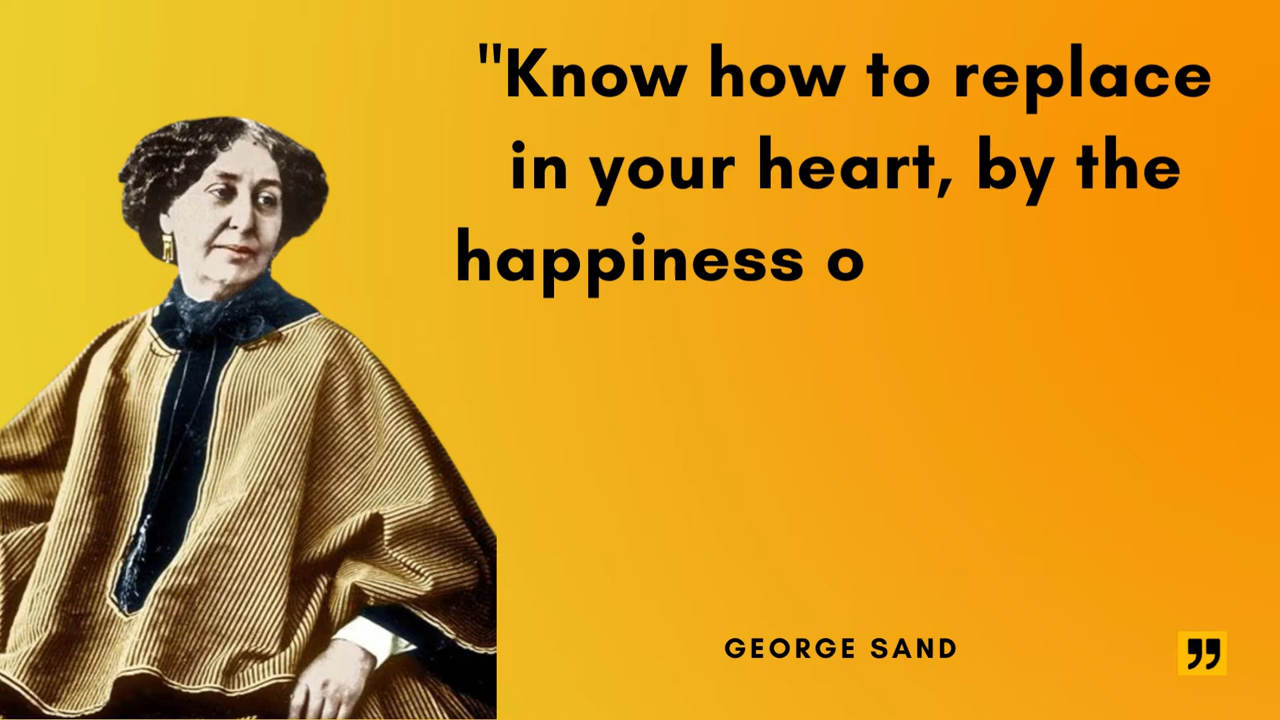 "Know how to replace
in your heart, by the
happiness o
GEORGE SAND